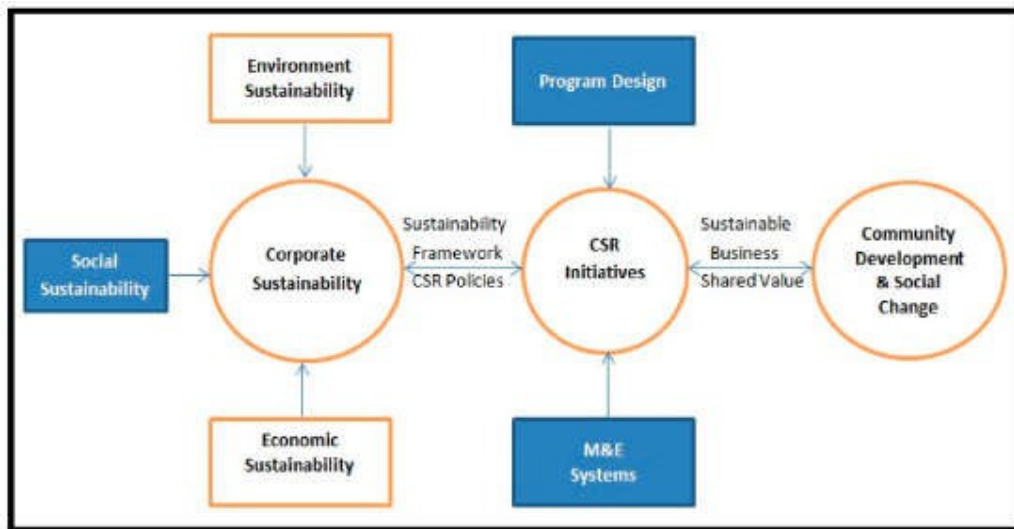 Environment
Sustainability
Program Design
Social
Sustainability
Corporate
Sustainability
Sustainability
Framework
CSR Policies
CSR
Initiatives
Sustainable
Business
Shared Value
Community
Development
& Social
Change
Economic
Sustainability
M&E
Systems